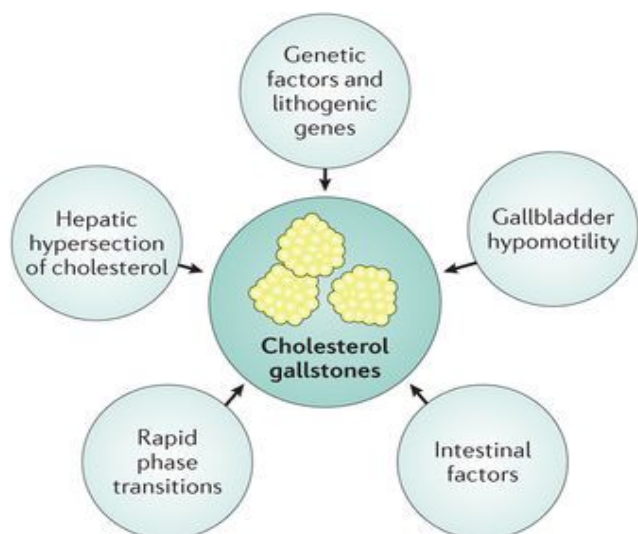 Genetic
factors and
lithogenic
genes
Hepatic
hypersection
of cholesterol
Gallbladder
hypomotility
Cholesterol
gallstones
Rapid
phase
transitions
Intestinal
factors